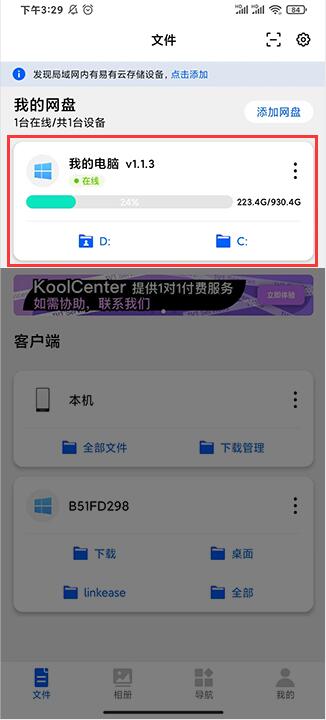 下午3:29
84
文件
发现局域网内有易有云存储设备，点击添加
我的网盘
1台在线/共1台设备
添加网盘
我的电脑 v1.1.3
在线
24%
223.4G/930.4G
D:
C:
KoolCenter 提供1对1付费服务
如需协助，联系我们
立即体验
客户端
本机
全部文件
下载管理
B51FD298
下载
桌面
linkease
全部
文件
相册
导航
我的